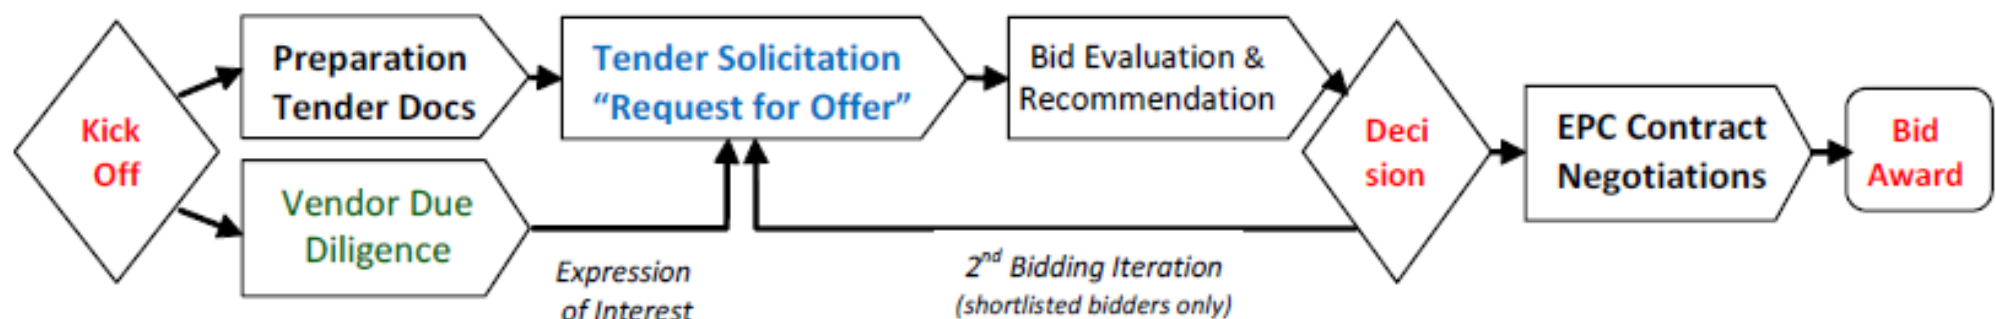 Kick
Off
Preparation
Tender Docs
Vendor Due
Diligence
Expression
of Interest
Tender Solicitation
“Request for Offer”
2nd Bidding Iteration
(shortlisted bidders only)
Bid Evaluation &
Recommendation
Deci
sion
EPC Contract
Negotiations
Bid
Award